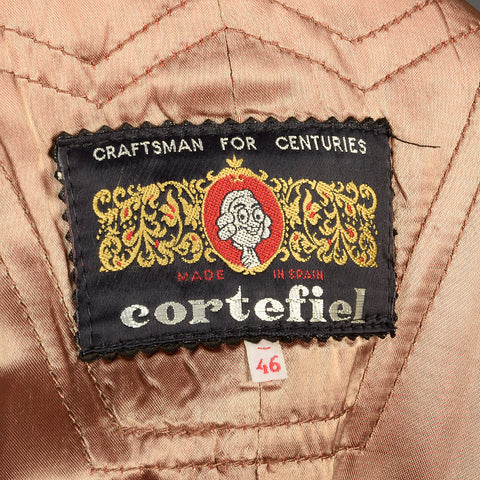 CRAFTSMAN FOR CENTURIES
MADE IN SPAIN
cortefiel
46